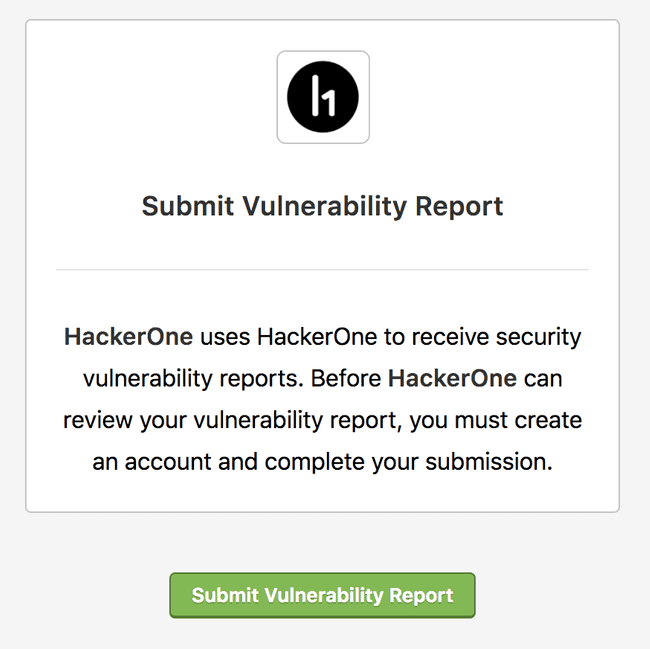 h1
Submit Vulnerability Report
HackerOne uses HackerOne to receive security
vulnerability reports. Before HackerOne can
review your vulnerability report, you must create
an account and complete your submission.
Submit Vulnerability Report